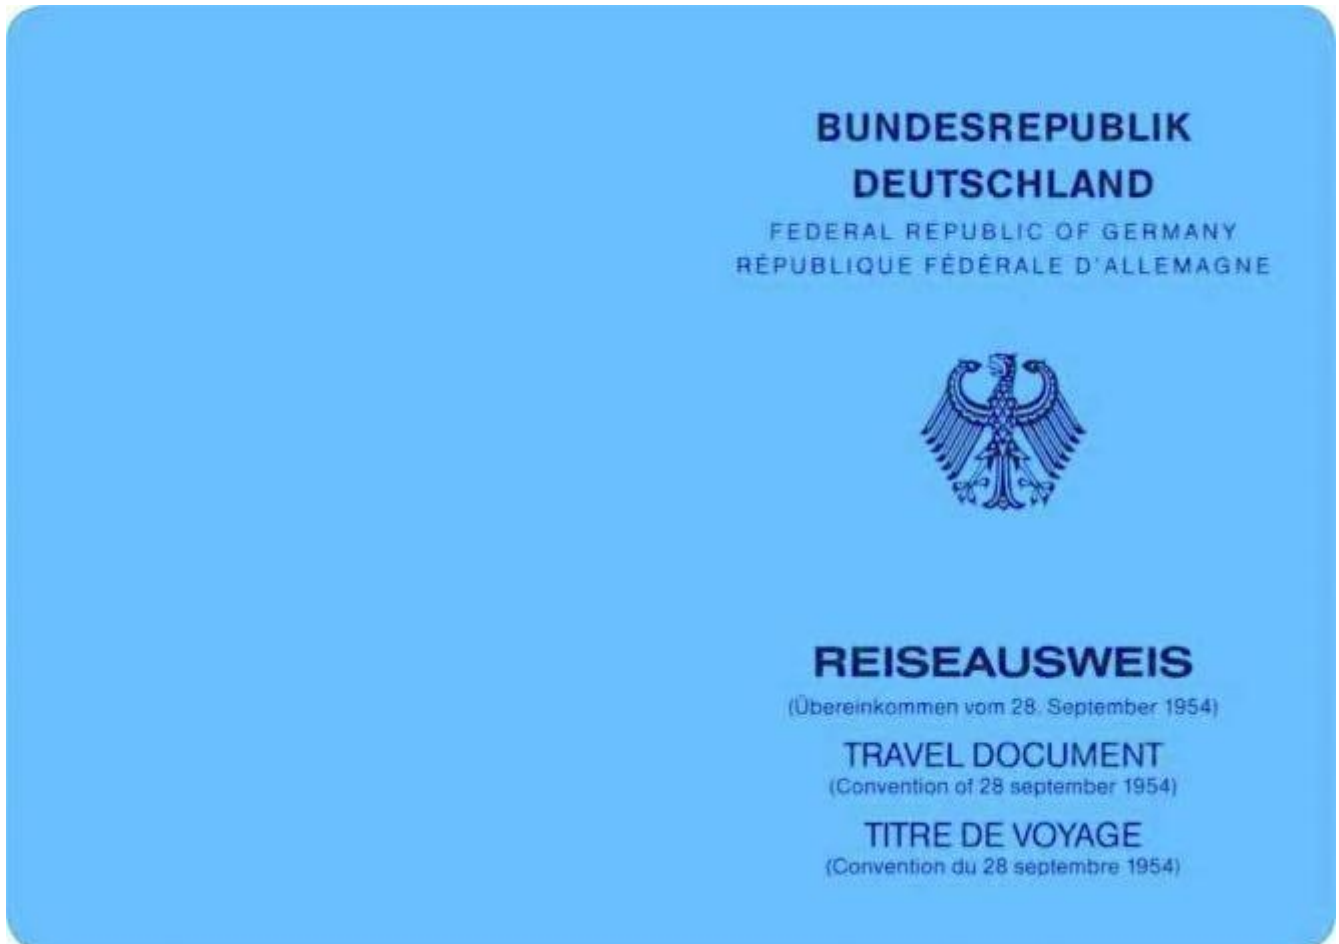 BUNDESREPUBLIK
DEUTSCHLAND
FEDERAL REPUBLIC OF GERMANY
RÉPUBLIQUE FÉDÉRALE D'ALLEMAGNE
REISEAUSWEIS
(Übereinkommen vom 28. September 1954)
TRAVEL DOCUMENT
(Convention of 28 september 1954)
TITRE DE VOYAGE
(Convention du 28 septembre 1954)